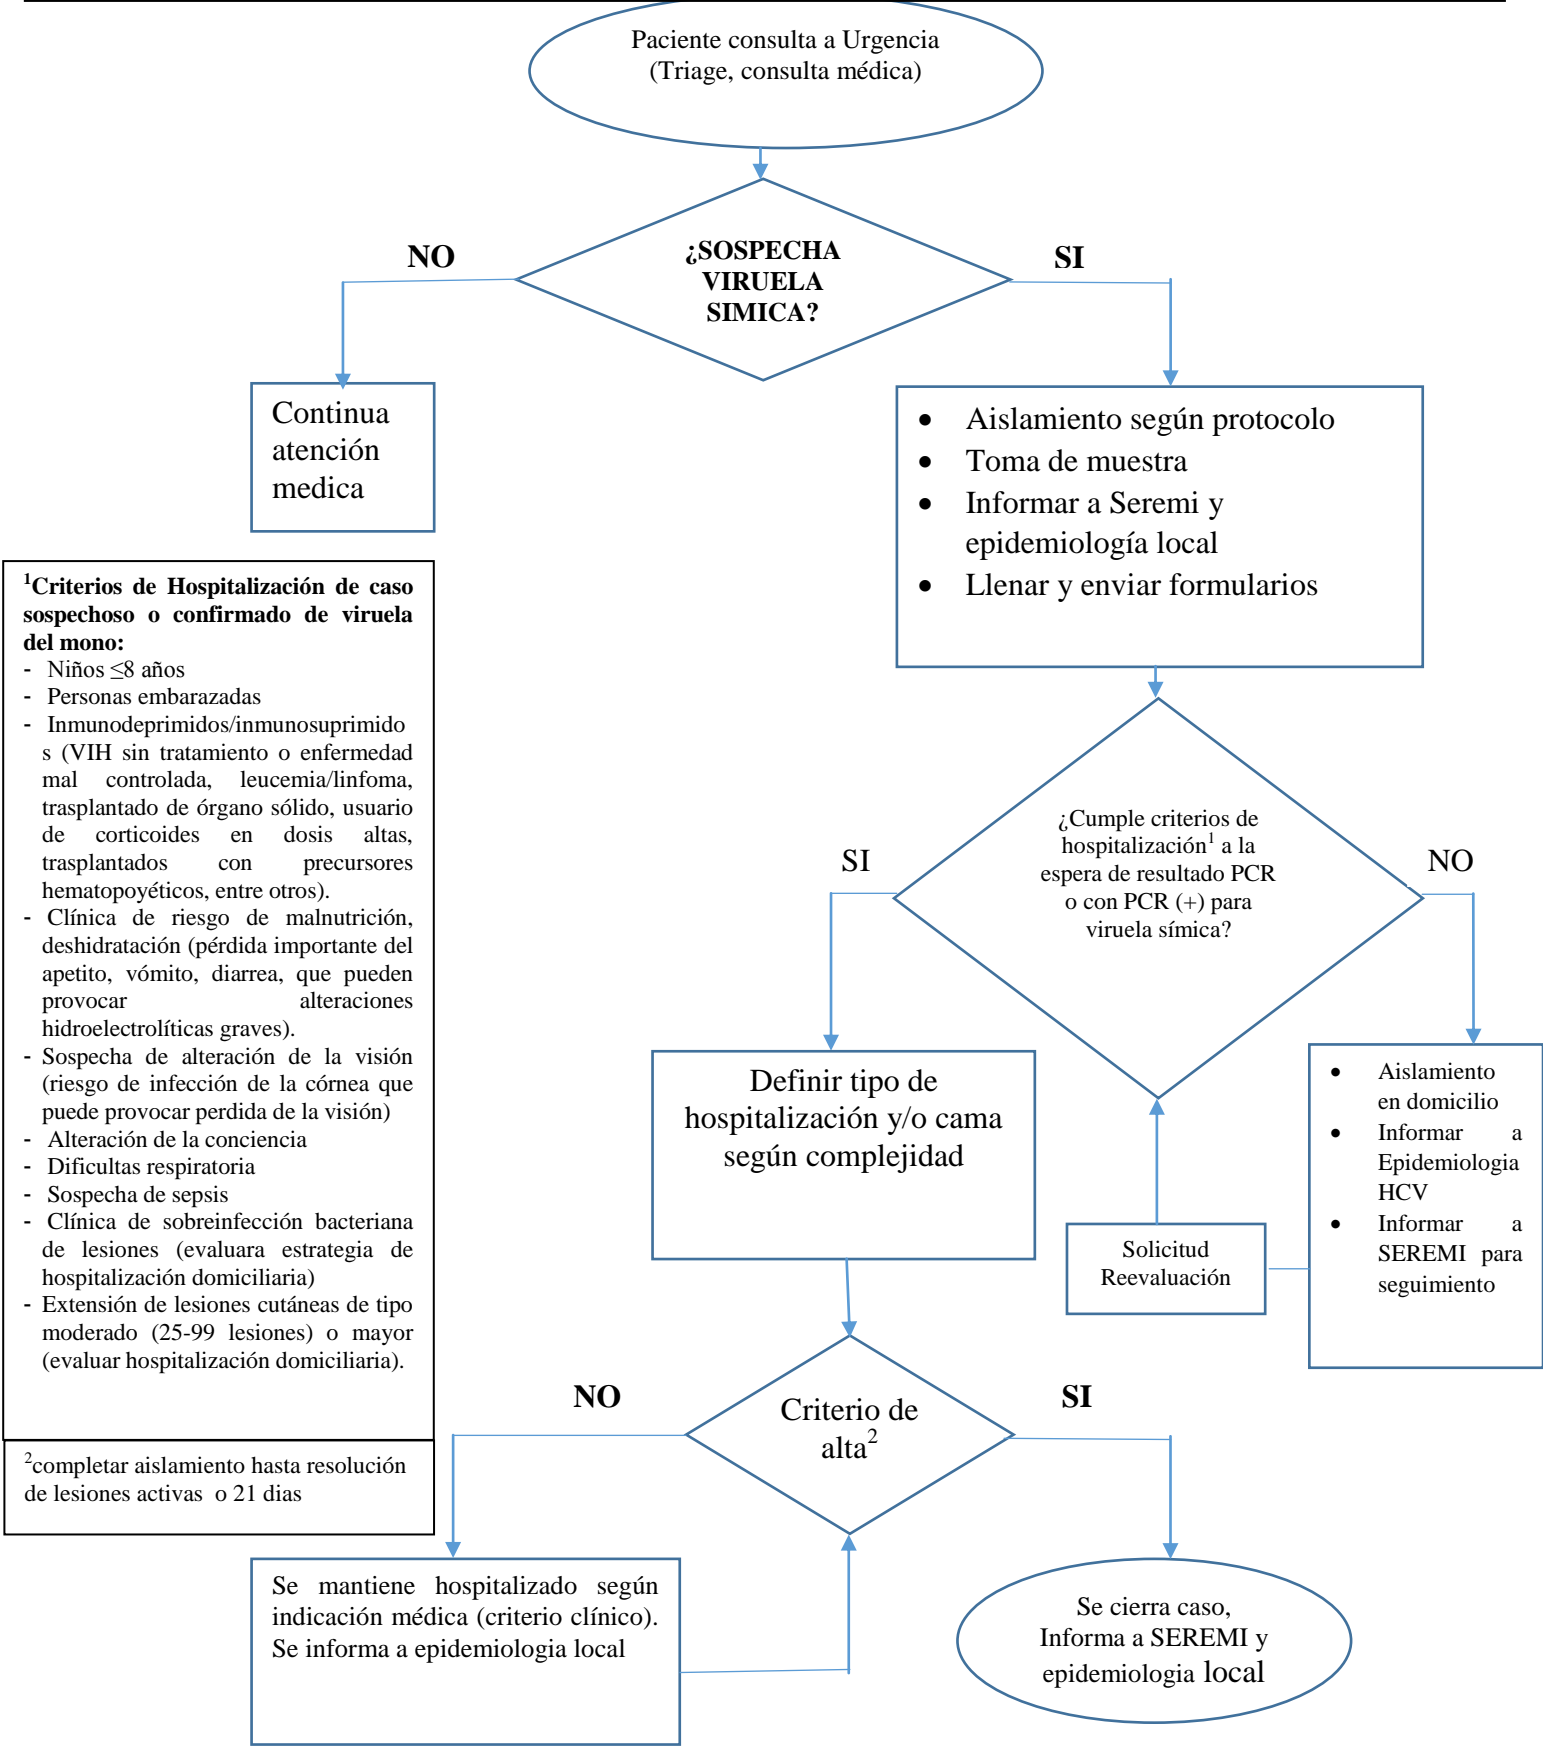 Paciente consulta a Urgencia
(Triage, consulta médica)
NO
¿SOSPECHA
VIRUELA
SIMICA?
SI
Continua
atención
medica
• Aislamiento según protocolo
• Toma de muestra
• Informar a Seremi y
epidemiología local
• Llenar y enviar formularios
1Criterios de Hospitalización de caso
sospechoso o confirmado de viruela
del mono:
- Niños ≤8 años
- Personas embarazadas
- Inmunodeprimidos/inmunosuprimido
s (VIH sin tratamiento o enfermedad
mal controlada, leucemia/linfoma,
trasplantado de órgano sólido, usuario
de corticoides en dosis altas,
trasplantados con precursores
hematopoyéticos, entre otros).
- Clínica de riesgo de malnutrición,
deshidratación (pérdida importante del
apetito, vómito, diarrea, que pueden
provocar alteraciones
hidroelectrolíticas graves).
- Sospecha de alteración de la visión
(riesgo de infección de la córnea que
puede provocar perdida de la visión)
- Alteración de la conciencia
- Dificultas respiratoria
- Sospecha de sepsis
- Clínica de sobreinfección bacteriana
de lesiones (evaluara estrategia de
hospitalización domiciliaria)
- Extensión de lesiones cutáneas de tipo
moderado (25-99 lesiones) o mayor
(evaluar hospitalización domiciliaria).
2completar aislamiento hasta resolución
de lesiones activas o 21 dias
SI
¿Cumple criterios de
hospitalización1 a la
espera de resultado PCR
o con PCR (+) para
viruela símica?
NO
Definir tipo de
hospitalización y/o cama
según complejidad
Solicitud
Reevaluación
• Aislamiento
en domicilio
• Informar a
Epidemiologia
HCV
• Informar a
SEREMI para
seguimiento
NO
Criterio de
alta2
SI
Se mantiene hospitalizado según
indicación médica (criterio clínico).
Se informa a epidemiologia local
Se cierra caso,
Informa a SEREMI y
epidemiologia local